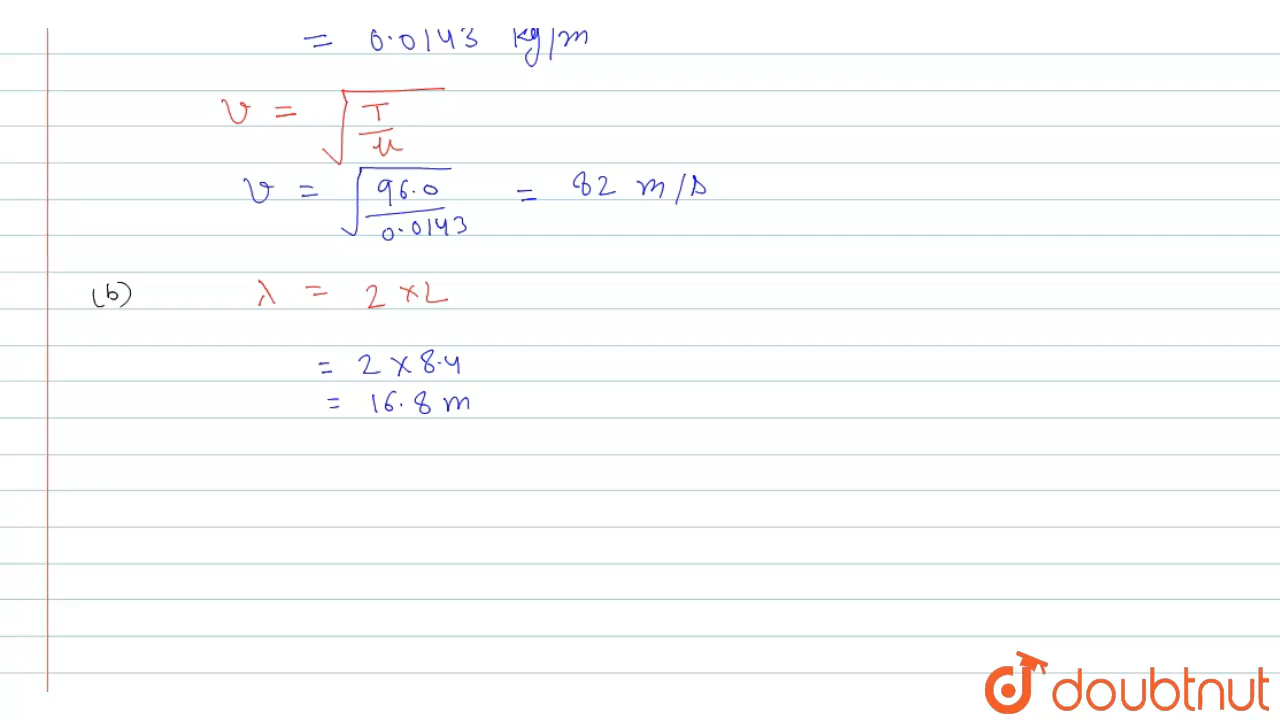 = 0.0143 kg/m
v = √(T/μ)
v = √(96.0/0.0143) = 82 m/s
(b) λ = 2 × L
= 2 × 8.4
= 16.8 m
doubtnut